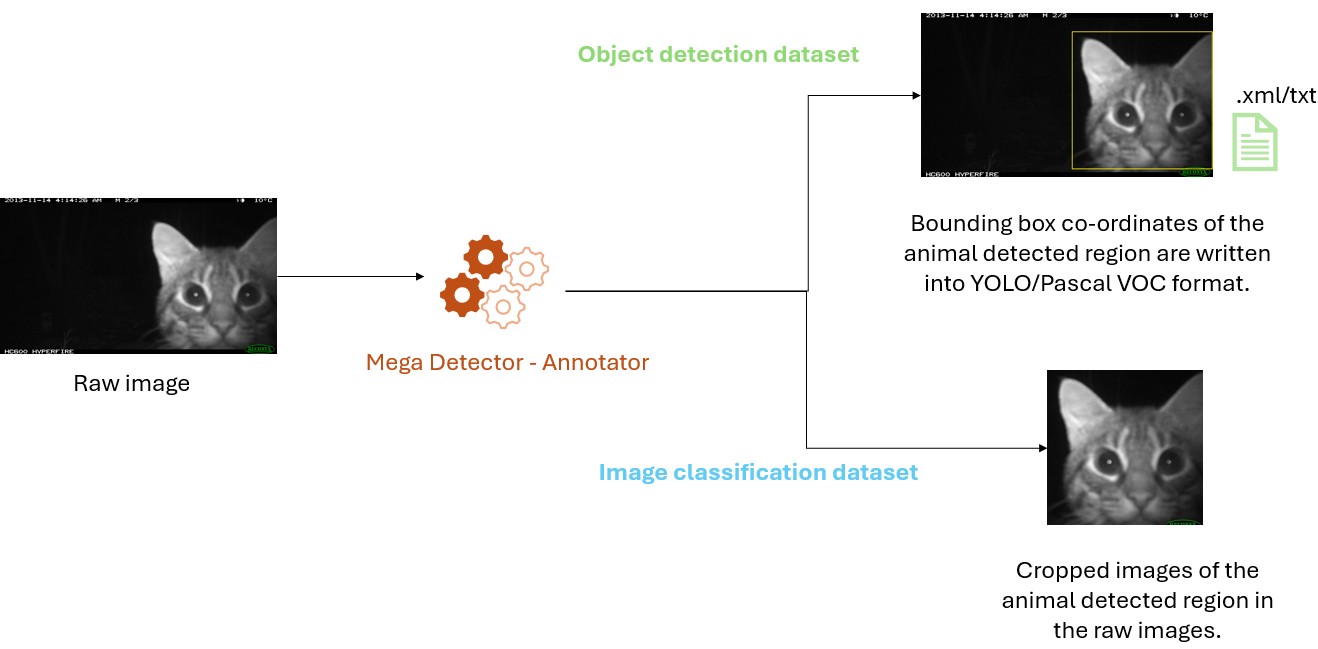 Object detection dataset
2013-11-14 4:14:26 AM M 2/3 10°C
.xml/txt
HC600 HYPERFIRE
RECONYX
Bounding box co-ordinates of the
animal detected region are written
into YOLO/Pascal VOC format.
2013-11-14 4:14:26 AM M 2/3 10°C
HC600 HYPERFIRE
RECONYX
Raw image
Mega Detector - Annotator
Image classification dataset
Cropped images of the
animal detected region in
the raw images.